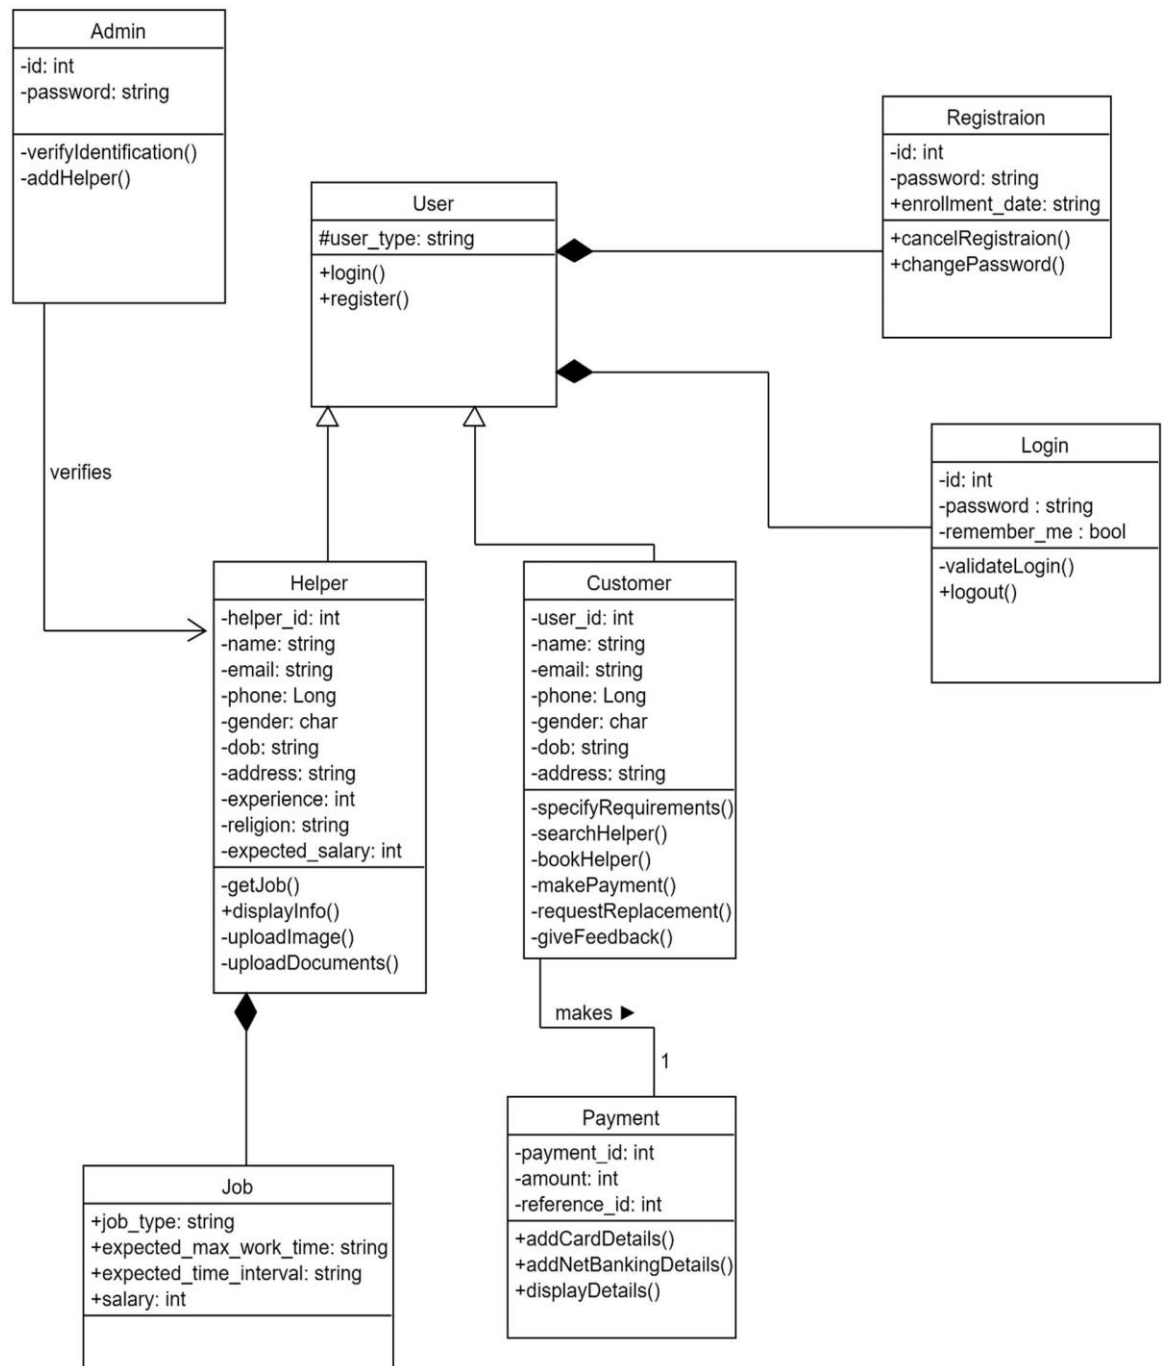 Admin
-id: int
-password: string
-verifyIdentification()
-addHelper()
Registraion
-id: int
-password: string
+enrollment_date: string
+cancelRegistraion()
+changePassword()
User
#user_type: string
+login()
+register()
verifies
Login
-id: int
-password : string
-remember_me : bool
-validateLogin()
+logout()
Helper
-helper_id: int
-name: string
-email: string
-phone: Long
-gender: char
-dob: string
-address: string
-experience: int
-religion: string
-expected_salary: int
-getJob()
+displayInfo()
-uploadImage()
-uploadDocuments()
Customer
-user_id: int
-name: string
-email: string
-phone: Long
-gender: char
-dob: string
-address: string
-specifyRequirements()
-searchHelper()
-bookHelper()
-makePayment()
-requestReplacement()
-giveFeedback()
makes ►
1
Payment
-payment_id: int
-amount: int
-reference_id: int
+addCardDetails()
+addNetBankingDetails()
+displayDetails()
Job
+job_type: string
+expected_max_work_time: string
+expected_time_interval: string
+salary: int